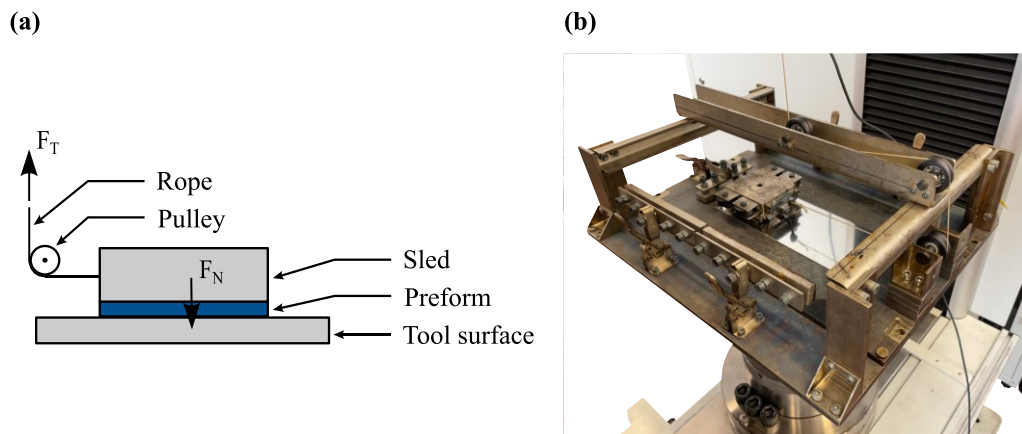 (a)
(b)
F_T
Rope
Pulley
F_N
Sled
Preform
Tool surface